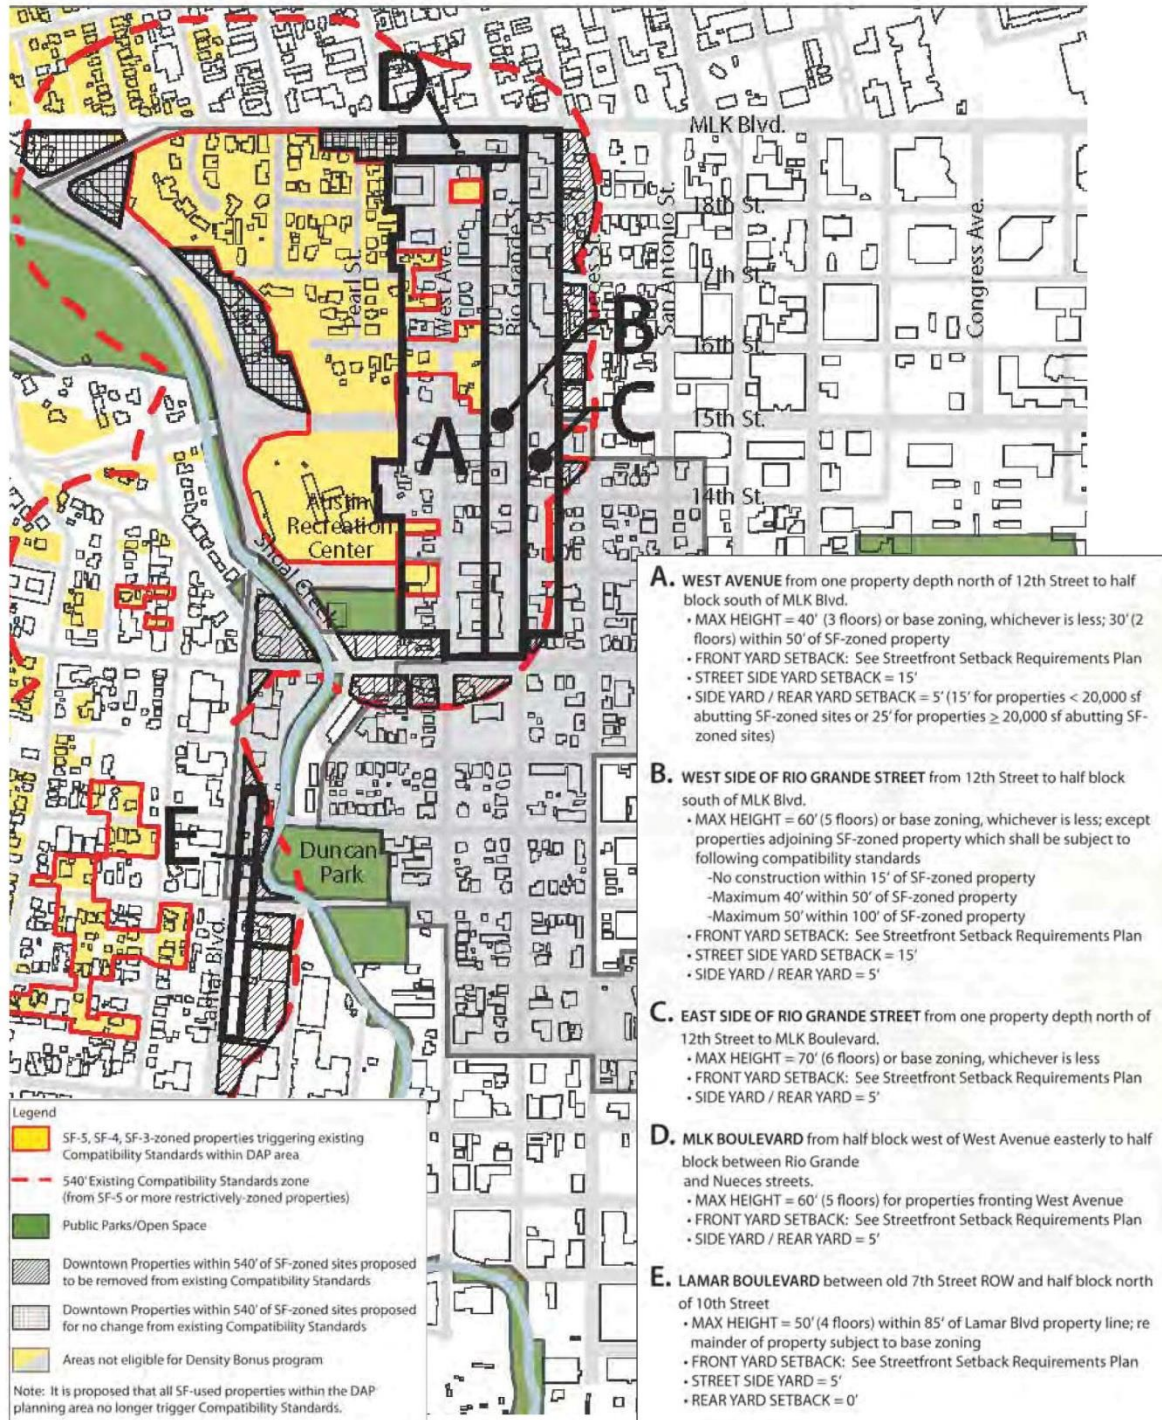 D
MLK Blvd.
18th St.
17th St.
16th St.
15th St.
14th St.
Pearl St.
West Ave.
Rio Grande St.
Nueces St.
San Antonio St.
Congress Ave.
B
C
A
Austin
Recreation
Center
Shoal Creek
E
Duncan
Park
Lamar Blvd.
A. WEST AVENUE from one property depth north of 12th Street to half
block south of MLK Blvd.
• MAX HEIGHT = 40' (3 floors) or base zoning, whichever is less; 30' (2
floors) within 50' of SF-zoned property
• FRONT YARD SETBACK: See Streetfront Setback Requirements Plan
• STREET SIDE YARD SETBACK = 15'
• SIDE YARD / REAR YARD SETBACK = 5' (15' for properties < 20,000 sf
abutting SF-zoned sites or 25' for properties ≥ 20,000 sf abutting SF-
zoned sites)
B. WEST SIDE OF RIO GRANDE STREET from 12th Street to half block
south of MLK Blvd.
• MAX HEIGHT = 60' (5 floors) or base zoning, whichever is less; except
properties adjoining SF-zoned property which shall be subject to
following compatibility standards
-No construction within 15' of SF-zoned property
-Maximum 40' within 50' of SF-zoned property
-Maximum 50' within 100' of SF-zoned property
• FRONT YARD SETBACK: See Streetfront Setback Requirements Plan
• STREET SIDE YARD SETBACK = 15'
• SIDE YARD / REAR YARD = 5'
C. EAST SIDE OF RIO GRANDE STREET from one property depth north of
12th Street to MLK Boulevard.
• MAX HEIGHT = 70' (6 floors) or base zoning, whichever is less
• FRONT YARD SETBACK: See Streetfront Setback Requirements Plan
• SIDE YARD / REAR YARD = 5'
D. MLK BOULEVARD from half block west of West Avenue easterly to half
block between Rio Grande
and Nueces streets.
• MAX HEIGHT = 60' (5 floors) for properties fronting West Avenue
• FRONT YARD SETBACK: See Streetfront Setback Requirements Plan
• SIDE YARD / REAR YARD = 5'
E. LAMAR BOULEVARD between old 7th Street ROW and half block north
of 10th Street
• MAX HEIGHT = 50' (4 floors) within 85' of Lamar Blvd property line; re
mainder of property subject to base zoning
• FRONT YARD SETBACK: See Streetfront Setback Requirements Plan
• STREET SIDE YARD = 5'
• REAR YARD SETBACK = 0'
Legend
SF-5, SF-4, SF-3-zoned properties triggering existing
Compatibility Standards within DAP area
540' Existing Compatibility Standards zone
(from SF-5 or more restrictively-zoned properties)
Public Parks/Open Space
Downtown Properties within 540' of SF-zoned sites proposed
to be removed from existing Compatibility Standards
Downtown Properties within 540' of SF-zoned sites proposed
for no change from existing Compatibility Standards
Areas not eligible for Density Bonus program
Note: It is proposed that all SF-used properties within the DAP
planning area no longer trigger Compatibility Standards.